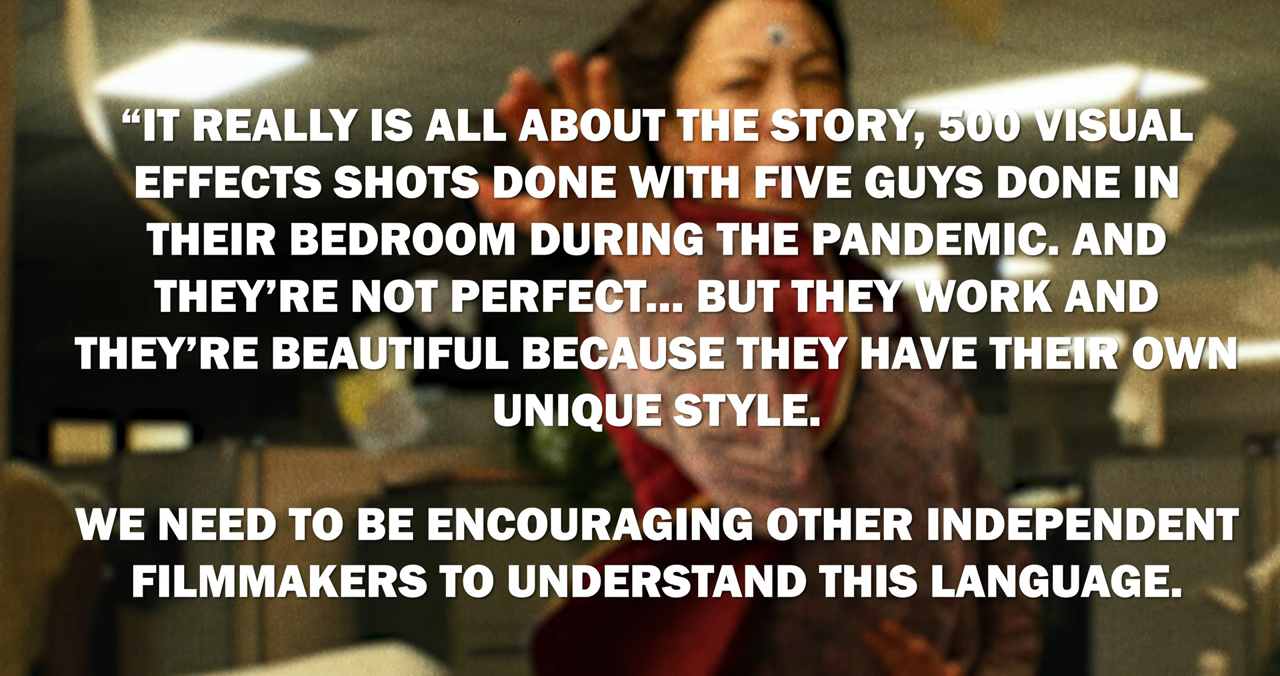 “IT REALLY IS ALL ABOUT THE STORY, 500 VISUAL
EFFECTS SHOTS DONE WITH FIVE GUYS DONE IN
THEIR BEDROOM DURING THE PANDEMIC. AND
THEY’RE NOT PERFECT... BUT THEY WORK AND
THEY’RE BEAUTIFUL BECAUSE THEY HAVE THEIR OWN
UNIQUE STYLE.
WE NEED TO BE ENCOURAGING OTHER INDEPENDENT
FILMMAKERS TO UNDERSTAND THIS LANGUAGE.